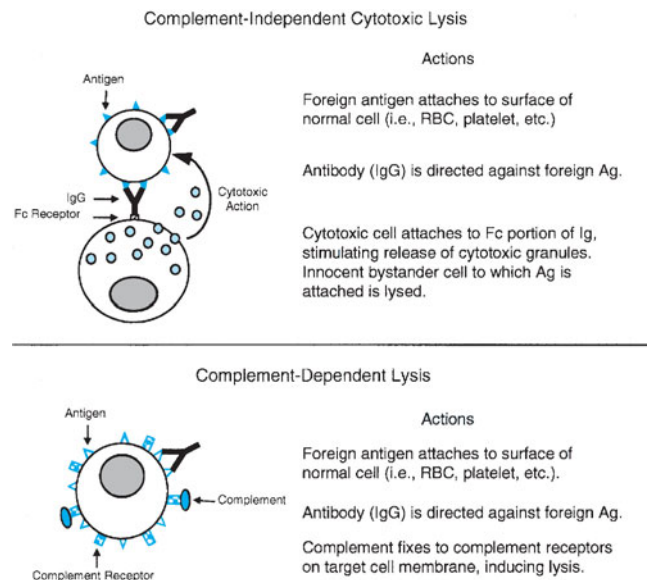 Complement-Independent Cytotoxic Lysis
Actions
Antigen
Foreign antigen attaches to surface of
normal cell (i.e., RBC, platelet, etc.)
Antibody (IgG) is directed against foreign Ag.
IgG
Fc Receptor
Cytotoxic
Action
Cytotoxic cell attaches to Fc portion of Ig,
stimulating release of cytotoxic granules.
Innocent bystander cell to which Ag is
attached is lysed.
Complement-Dependent Lysis
Antigen
Actions
Foreign antigen attaches to surface of
normal cell (i.e., RBC, platelet, etc.).
Complement
Antibody (IgG) is directed against foreign Ag.
Complement fixes to complement receptors
on target cell membrane, inducing lysis.
Complement Receptor